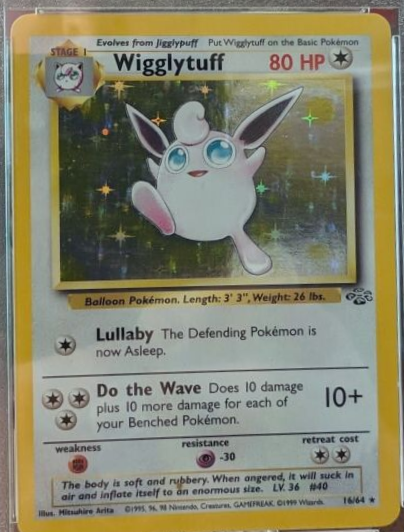 Evolves from Jigglypuff Put Wigglytuff on the Basic Pokémon
STAGE 1
Wigglytuff 80 HP
Balloon Pokémon. Length: 3' 3", Weight: 26 lbs.
Lullaby The Defending Pokémon is
now Asleep.
Do the Wave Does 10 damage
plus 10 more damage for each of
your Benched Pokémon.
10+
weakness resistance retreat cost
-30
The body is soft and rubbery. When angered, it will suck in
air and inflate itself to an enormous size. LV. 36 #40
Illus. Mitsuhiro Arita ©1995, 96, 98 Nintendo, Creatures, GAMEFREAK. ©1999 Wizards. 16/64 ★